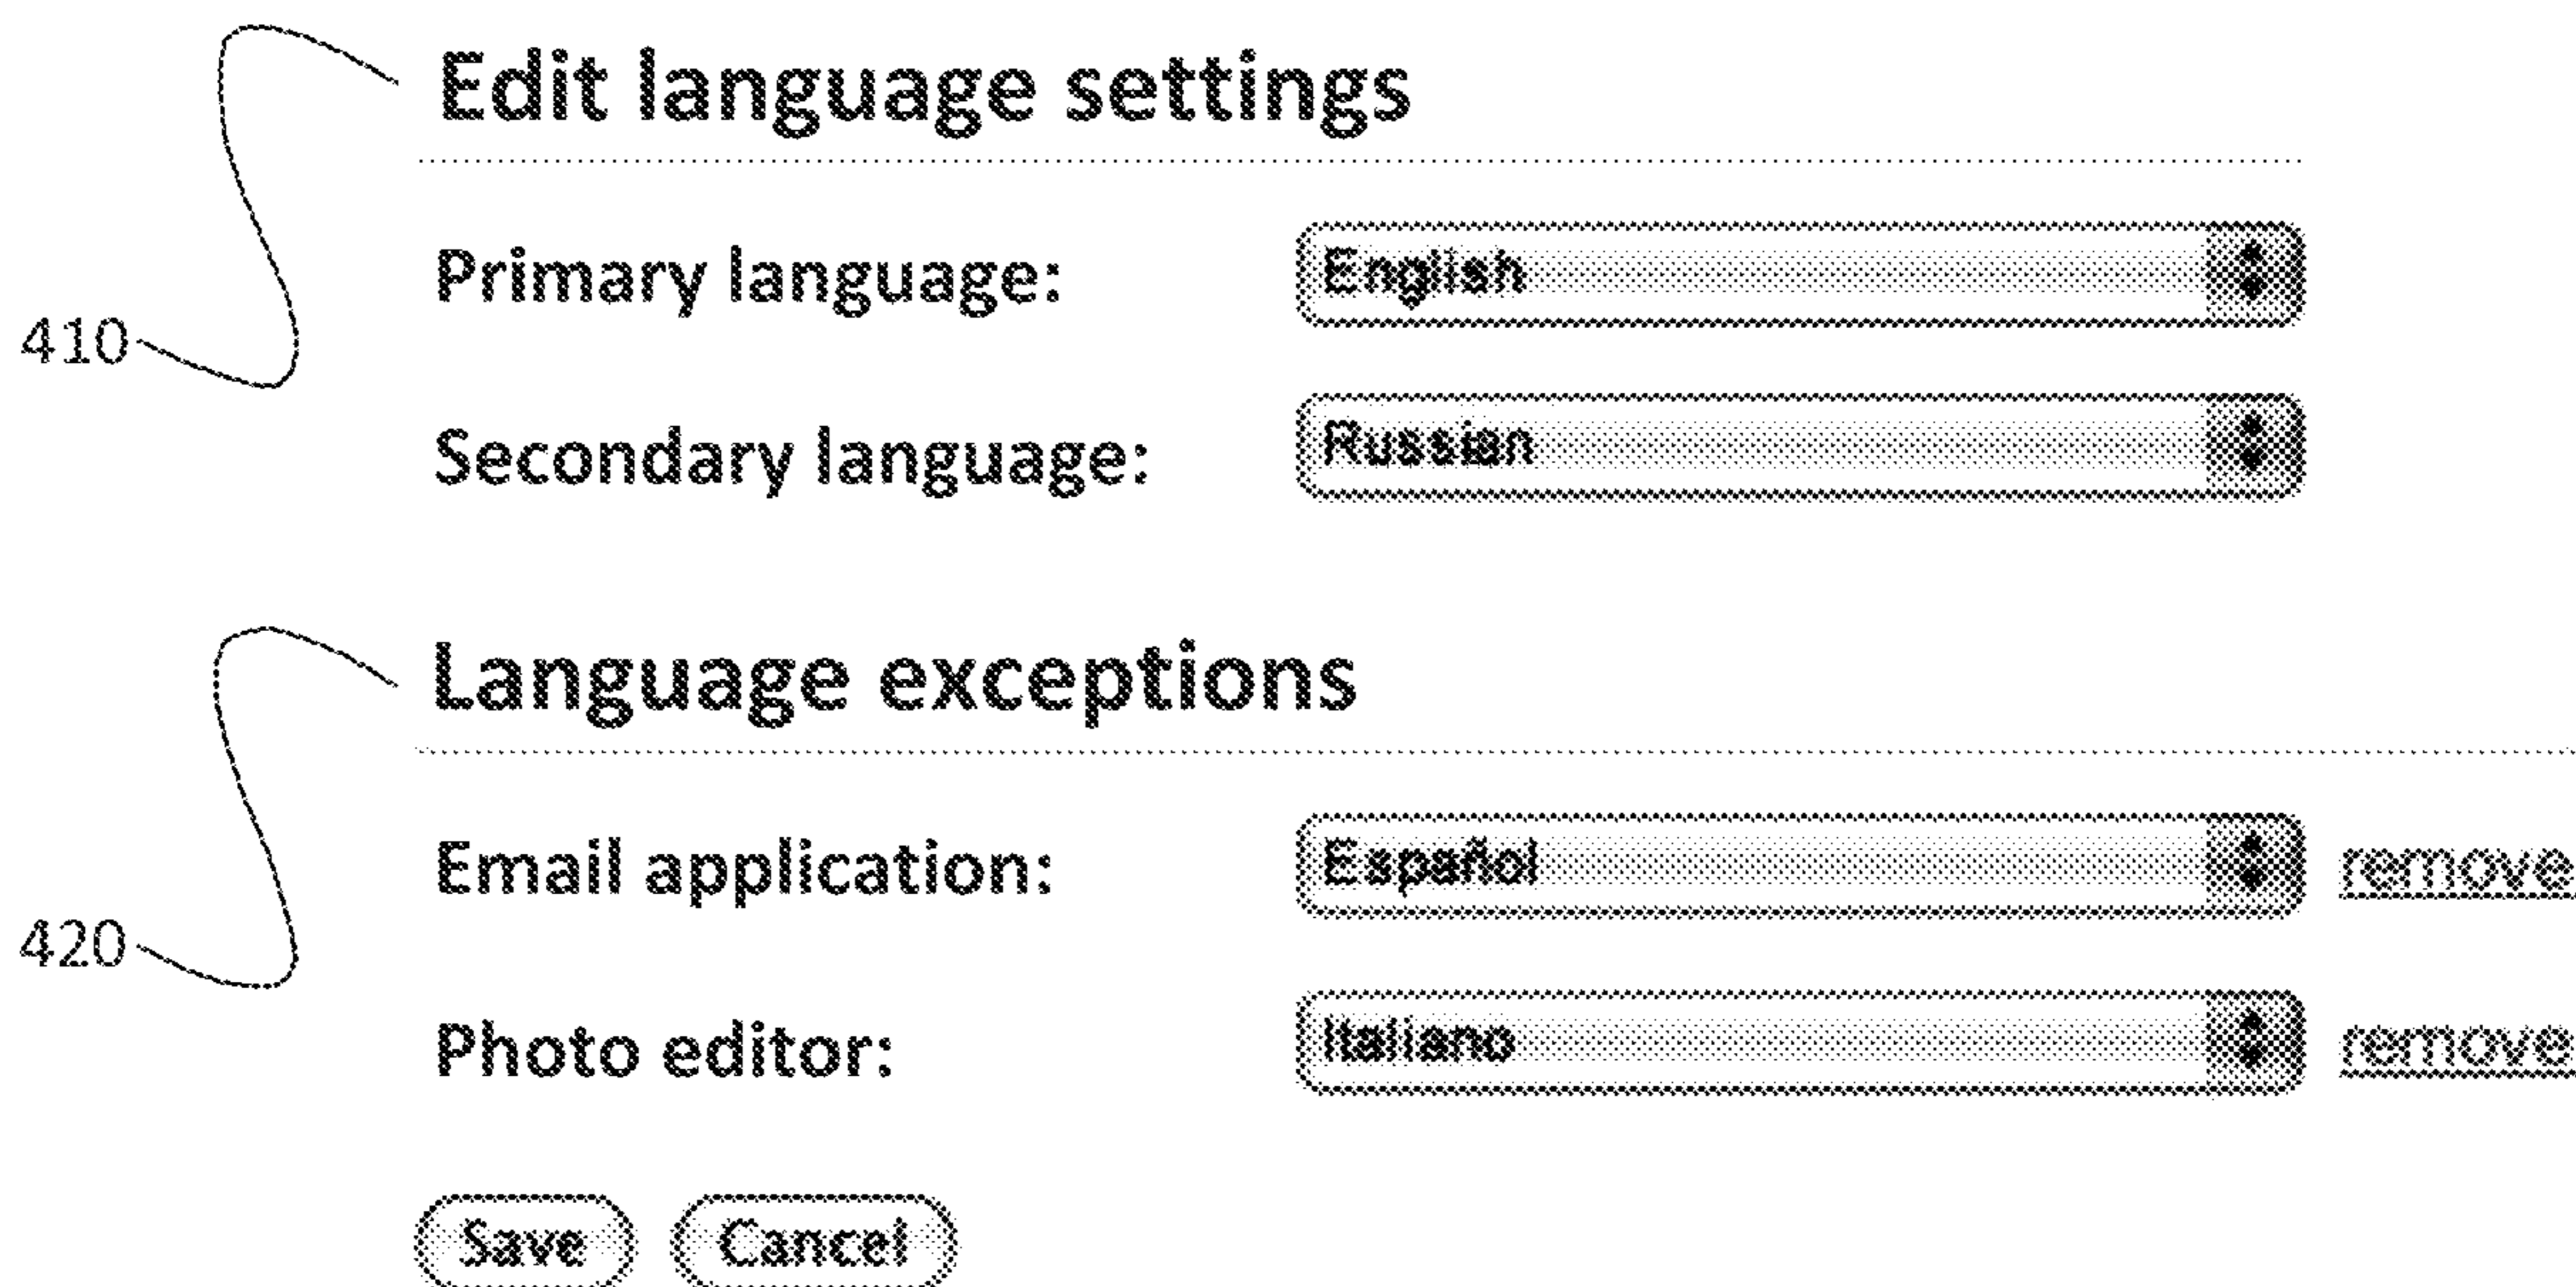 Edit language settings
Primary language: English
410
Secondary language: Russian
Language exceptions
Email application: Español remove
420
Photo editor: Italiano remove
Save Cancel